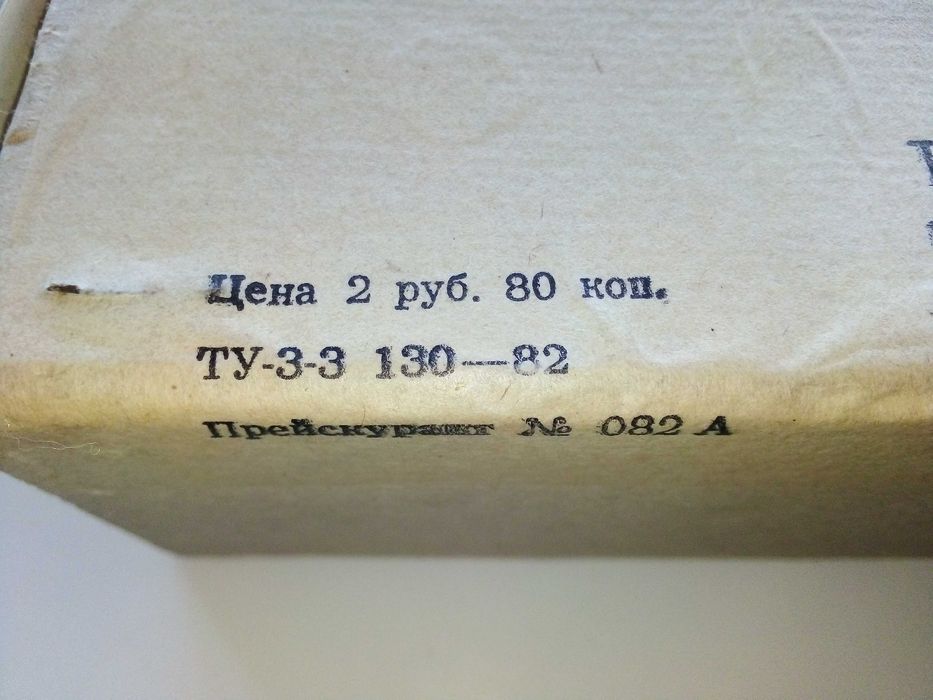 Цена 2 руб. 80 коп.
ТУ-3-3 130—82
Прейскурант № 082 А